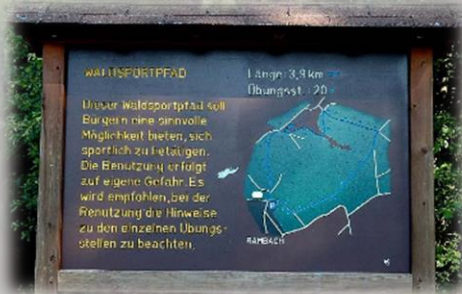 WALDSPORTPFAD
Länge: 3,9 km
Übungsst.: 20
Unser Waldsportpfad soll
Bürgern eine sinnvolle
Möglichkeit bieten, sich
sportlich zu betätigen.
Die Benutzung erfolgt
auf eigene Gefahr. Es
wird empfohlen, bei der
Benutzung die Hinweise
zu den einzelnen Übungs-
stellen zu beachten.
RAMBACH